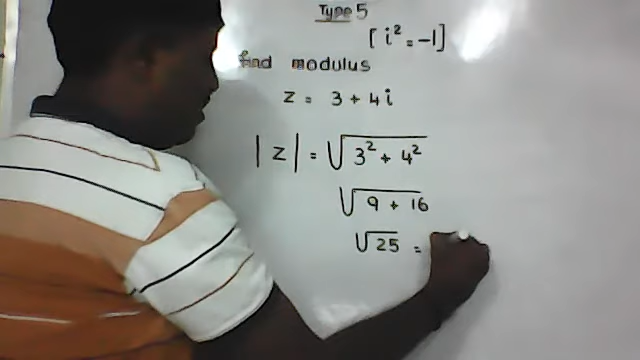 Type 5
[ i² = -1]
find modulus
z = 3 + 4i
|z| = √3² + 4²
√9 + 16
√25 =